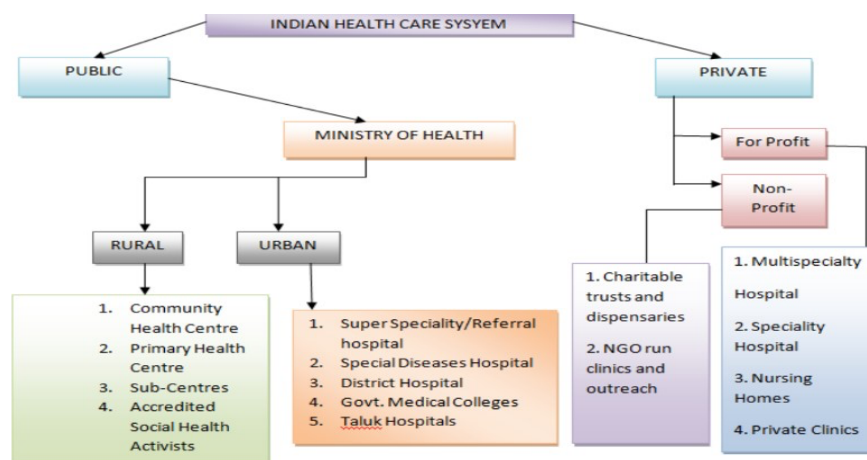 INDIAN HEALTH CARE SYSYEM
PUBLIC
PRIVATE
MINISTRY OF HEALTH
For Profit
Non-
Profit
RURAL
URBAN
1. Community
Health Centre
2. Primary Health
Centre
3. Sub-Centres
4. Accredited
Social Health
Activists
1. Super Speciality/Referral
hospital
2. Special Diseases Hospital
3. District Hospital
4. Govt. Medical Colleges
5. Taluk Hospitals
1. Charitable
trusts and
dispensaries
2. NGO run
clinics and
outreach
1. Multispecialty
Hospital
2. Speciality
Hospital
3. Nursing
Homes
4. Private Clinics